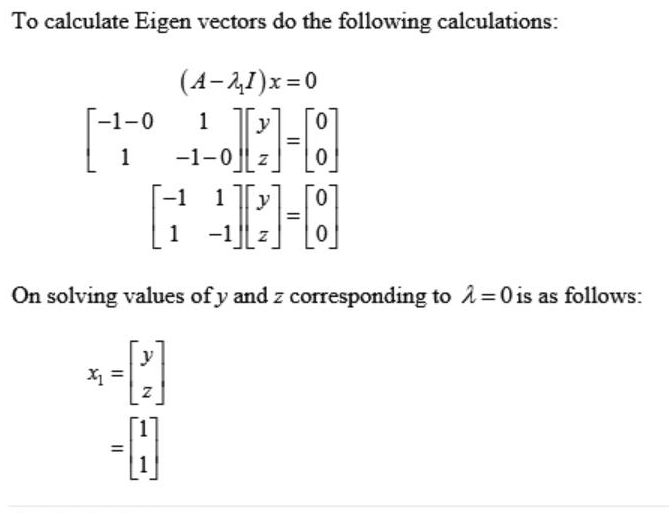 To calculate Eigen vectors do the following calculations:
(A−λ₁I)x=0
[−1−0 1; 1 −1−0][y; z]=[0; 0]
[−1 1; 1 −1][y; z]=[0; 0]
On solving values of y and z corresponding to λ=0 is as follows:
x₁ = [y; z]
= [1; 1]